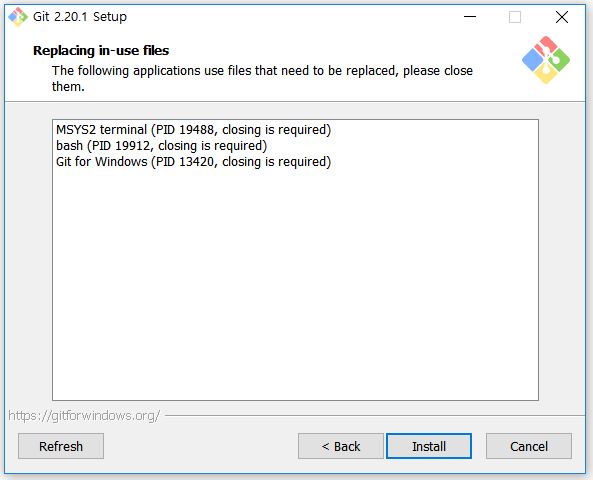 Git 2.20.1 Setup
Replacing in-use files
The following applications use files that need to be replaced, please close
them.
MSYS2 terminal (PID 19488, closing is required)
bash (PID 19912, closing is required)
Git for Windows (PID 13420, closing is required)
https://gitforwindows.org/
Refresh
< Back
Install
Cancel